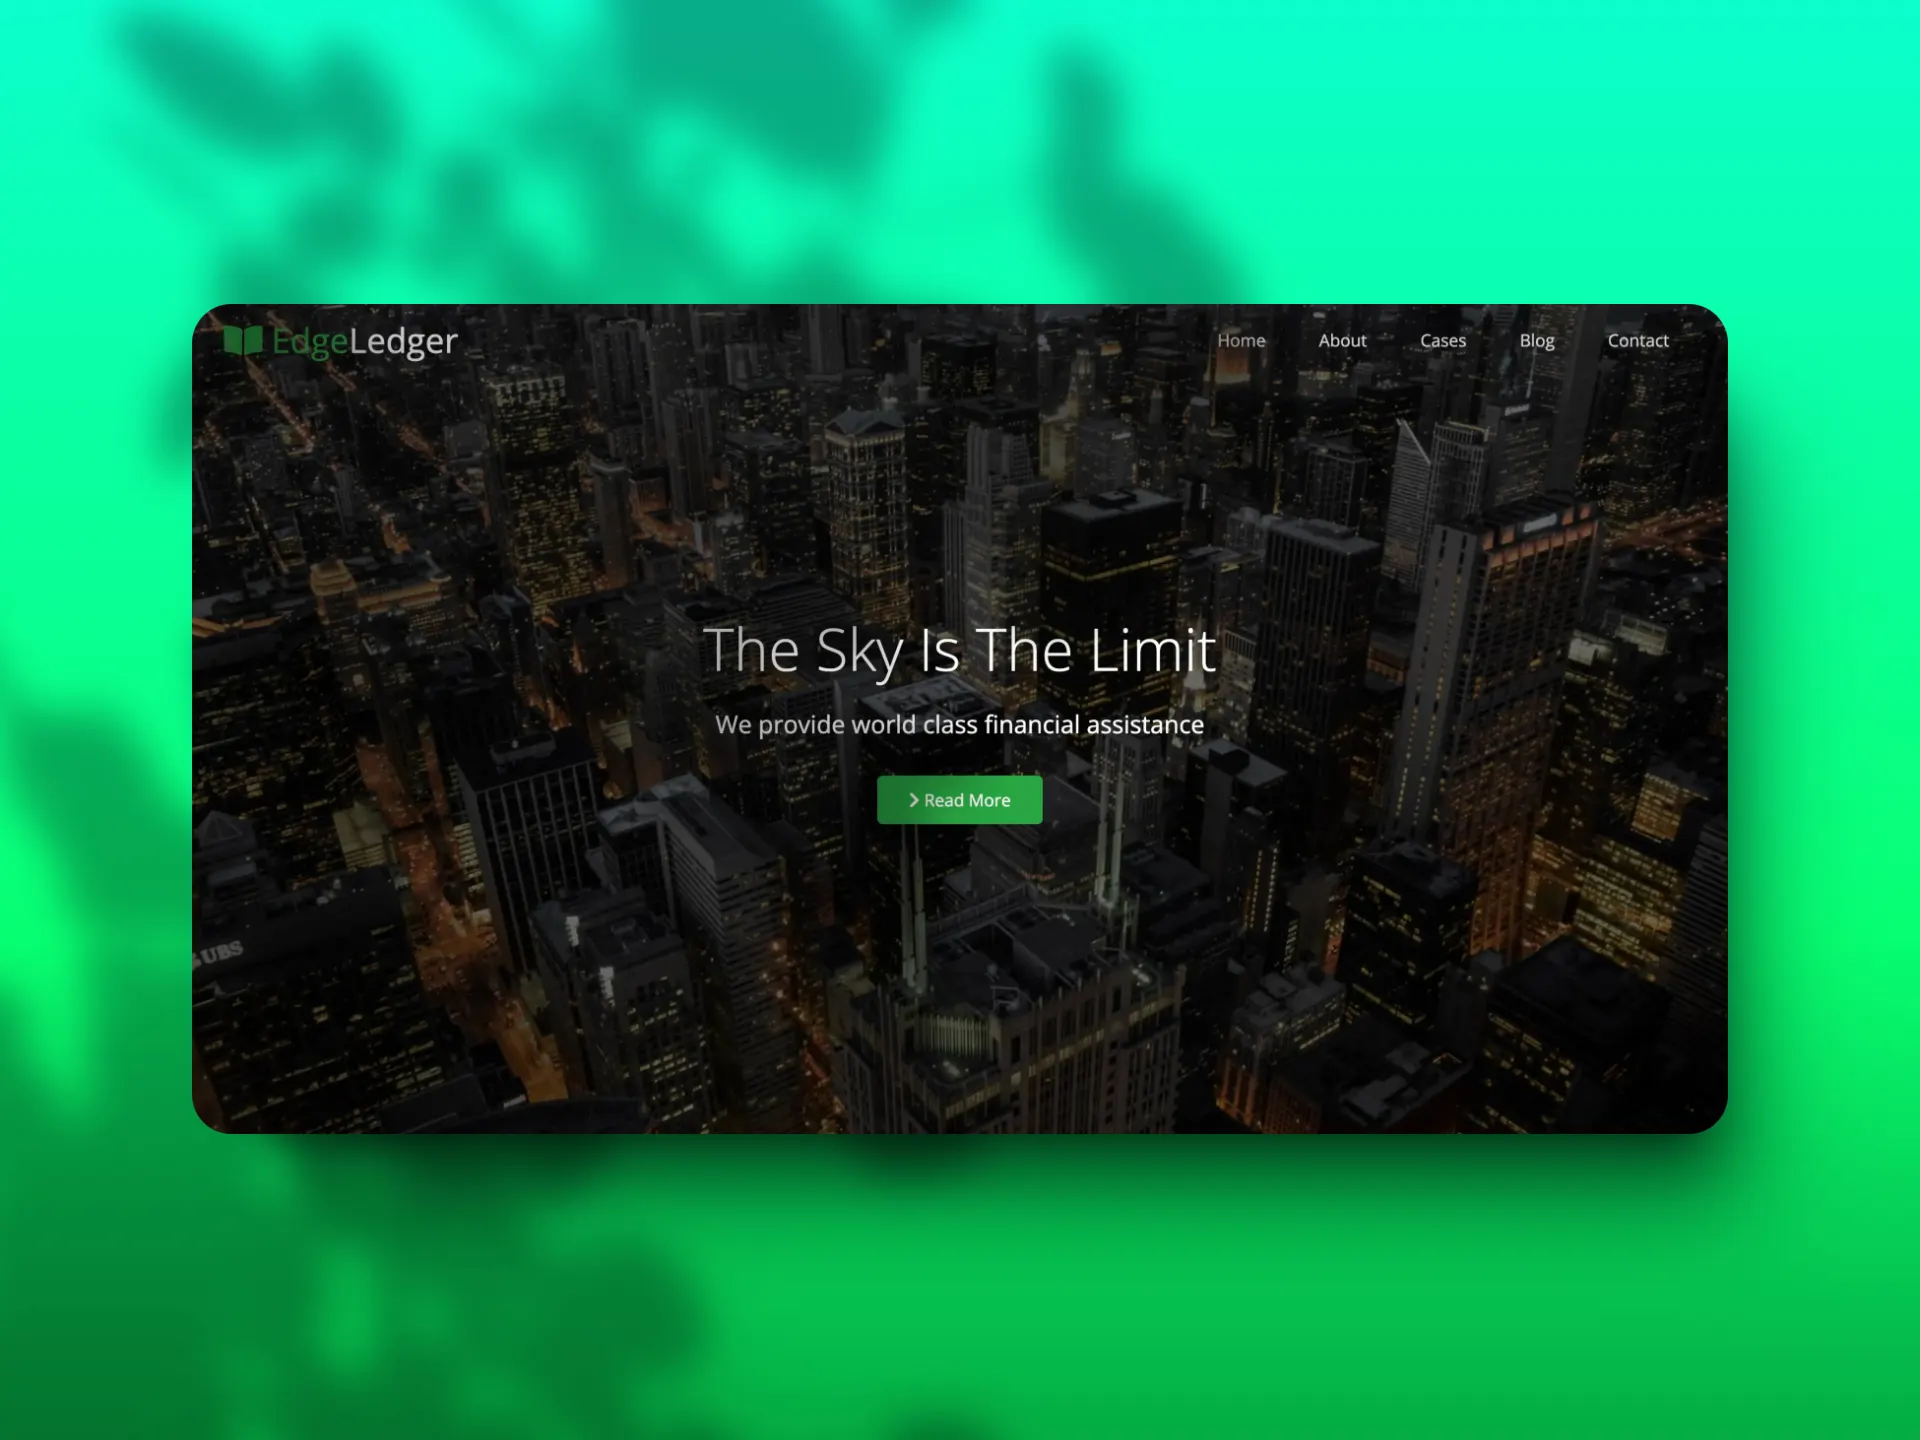 EdgeLedger
Home About Cases Blog Contact
The Sky Is The Limit
We provide world class financial assistance
Read More
UBS